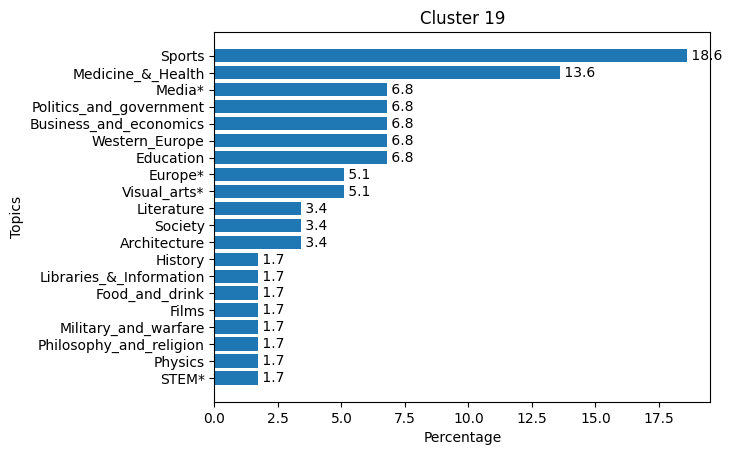 Cluster 19
Sports 18.6
Medicine_&_Health 13.6
Media* 6.8
Politics_and_government 6.8
Business_and_economics 6.8
Western_Europe 6.8
Education 6.8
Europe* 5.1
Visual_arts* 5.1
Literature 3.4
Society 3.4
Architecture 3.4
History 1.7
Libraries_&_Information 1.7
Food_and_drink 1.7
Films 1.7
Military_and_warfare 1.7
Philosophy_and_religion 1.7
Physics 1.7
STEM* 1.7
Topics
0.0 2.5 5.0 7.5 10.0 12.5 15.0 17.5
Percentage